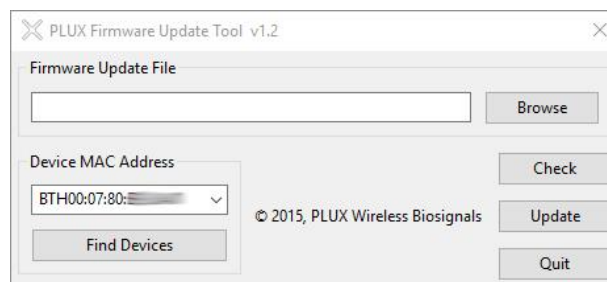 PLUX Firmware Update Tool v1.2
Firmware Update File
Browse
Device MAC Address
BTH00:07:80:
Find Devices
© 2015, PLUX Wireless Biosignals
Check
Update
Quit